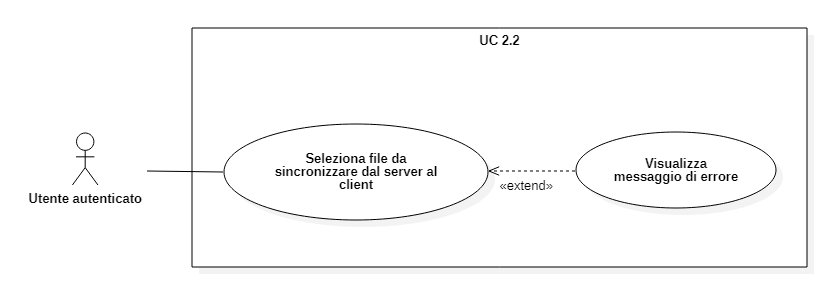 UC 2.2
Seleziona file da
sincronizzare dal server al
client
Visualizza
messaggio di errore
«extend»
Utente autenticato